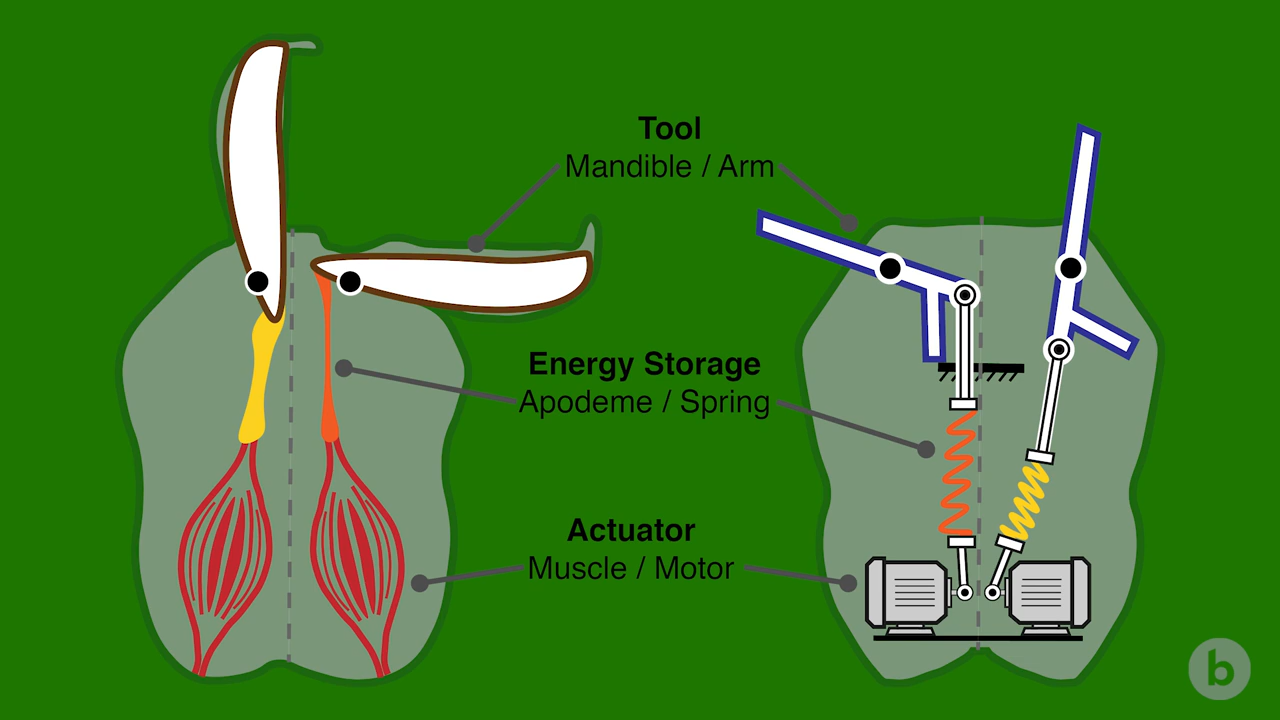 Tool
Mandible / Arm
Energy Storage
Apodeme / Spring
Actuator
Muscle / Motor
b